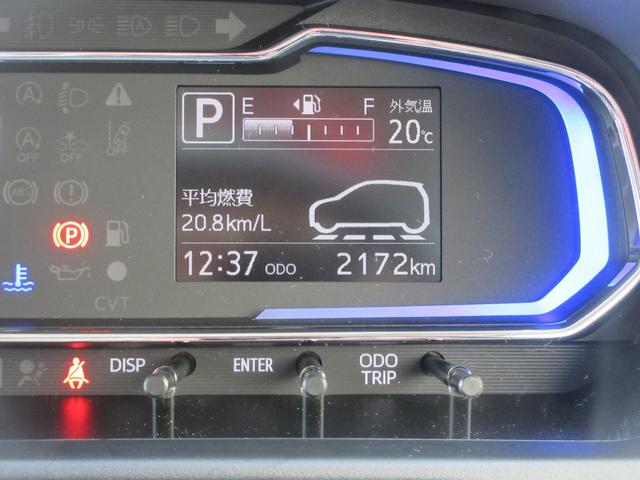 P E F 外気温
20℃
OFF OFF OFF
ABS
平均燃費
20.8km/L
P
12:37 ODO 2172km
CVT
DISP ENTER ODO
TRIP